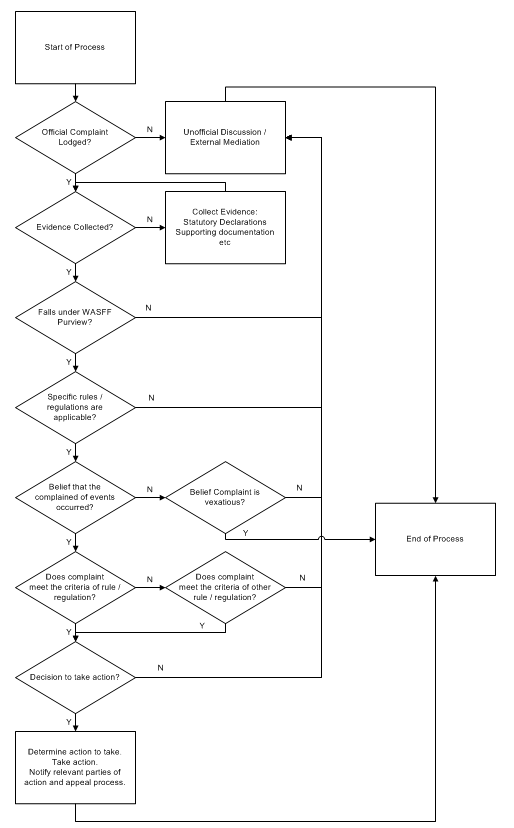 Start of Process
Official Complaint
Lodged?
N
Unofficial Discussion /
External Mediation
Y
Evidence Collected?
N
Collect Evidence:
Statutory Declarations
Supporting documentation
etc
Y
Falls under WASFF
Purview?
N
Y
Specific rules /
regulations are
applicable?
N
Y
Belief that the
complained of events
occurred?
N
Belief Complaint is
vexatious?
N
Y
End of Process
Y
Does complaint
meet the criteria of rule /
regulation?
N
Does complaint
meet the criteria of other
rule / regulation?
N
Y
Y
Decision to take action?
N
Y
Determine action to take.
Take action.
Notify relevant parties of
action and appeal process.